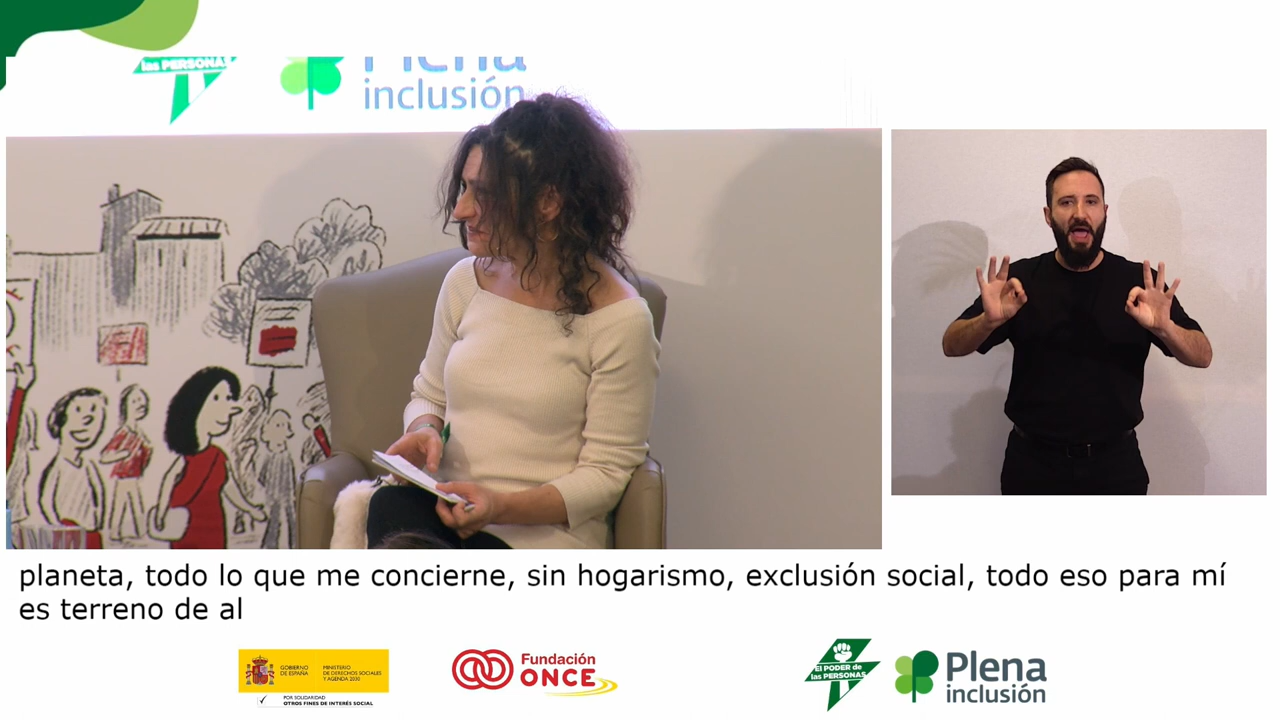 las PERSONAS
Plena
inclusión
planeta, todo lo que me concierne, sin hogarismo, exclusión social, todo eso para mí
es terreno de al
GOBIERNO
DE ESPAÑA
MINISTERIO
DE DERECHOS SOCIALES
Y AGENDA 2030
POR SOLIDARIDAD
OTROS FINES DE INTERÉS SOCIAL
Fundación
ONCE
El PODER de
las PERSONAS
Plena
inclusión